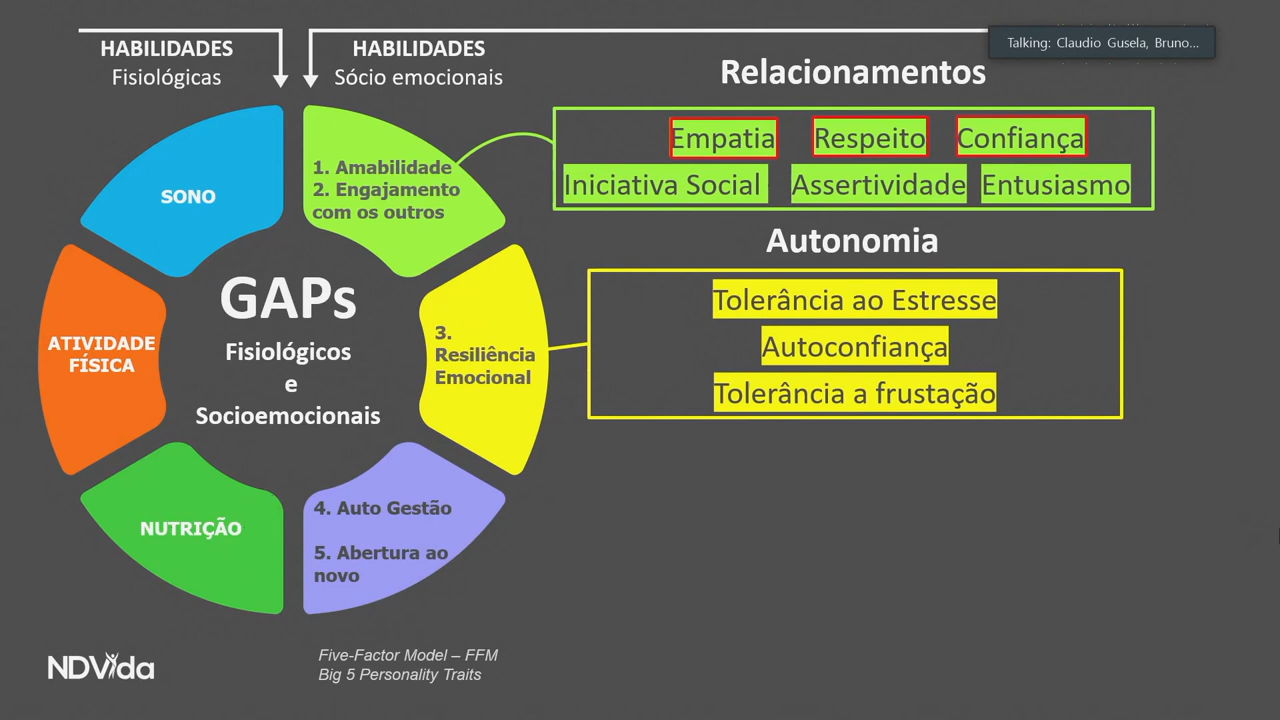 HABILIDADES
Fisiológicas
HABILIDADES
Sócio emocionais
Talking: Claudio Gusela, Bruno...
Relacionamentos
Empatia Respeito Confiança
Iniciativa Social Assertividade Entusiasmo
Autonomia
Tolerância ao Estresse
Autoconfiança
Tolerância a frustação
SONO
1. Amabilidade
2. Engajamento
com os outros
ATIVIDADE
FÍSICA
GAPs
Fisiológicos
e
Socioemocionais
3.
Resiliência
Emocional
NUTRIÇÃO
4. Auto Gestão
5. Abertura ao
novo
NDVida
Five-Factor Model – FFM
Big 5 Personality Traits